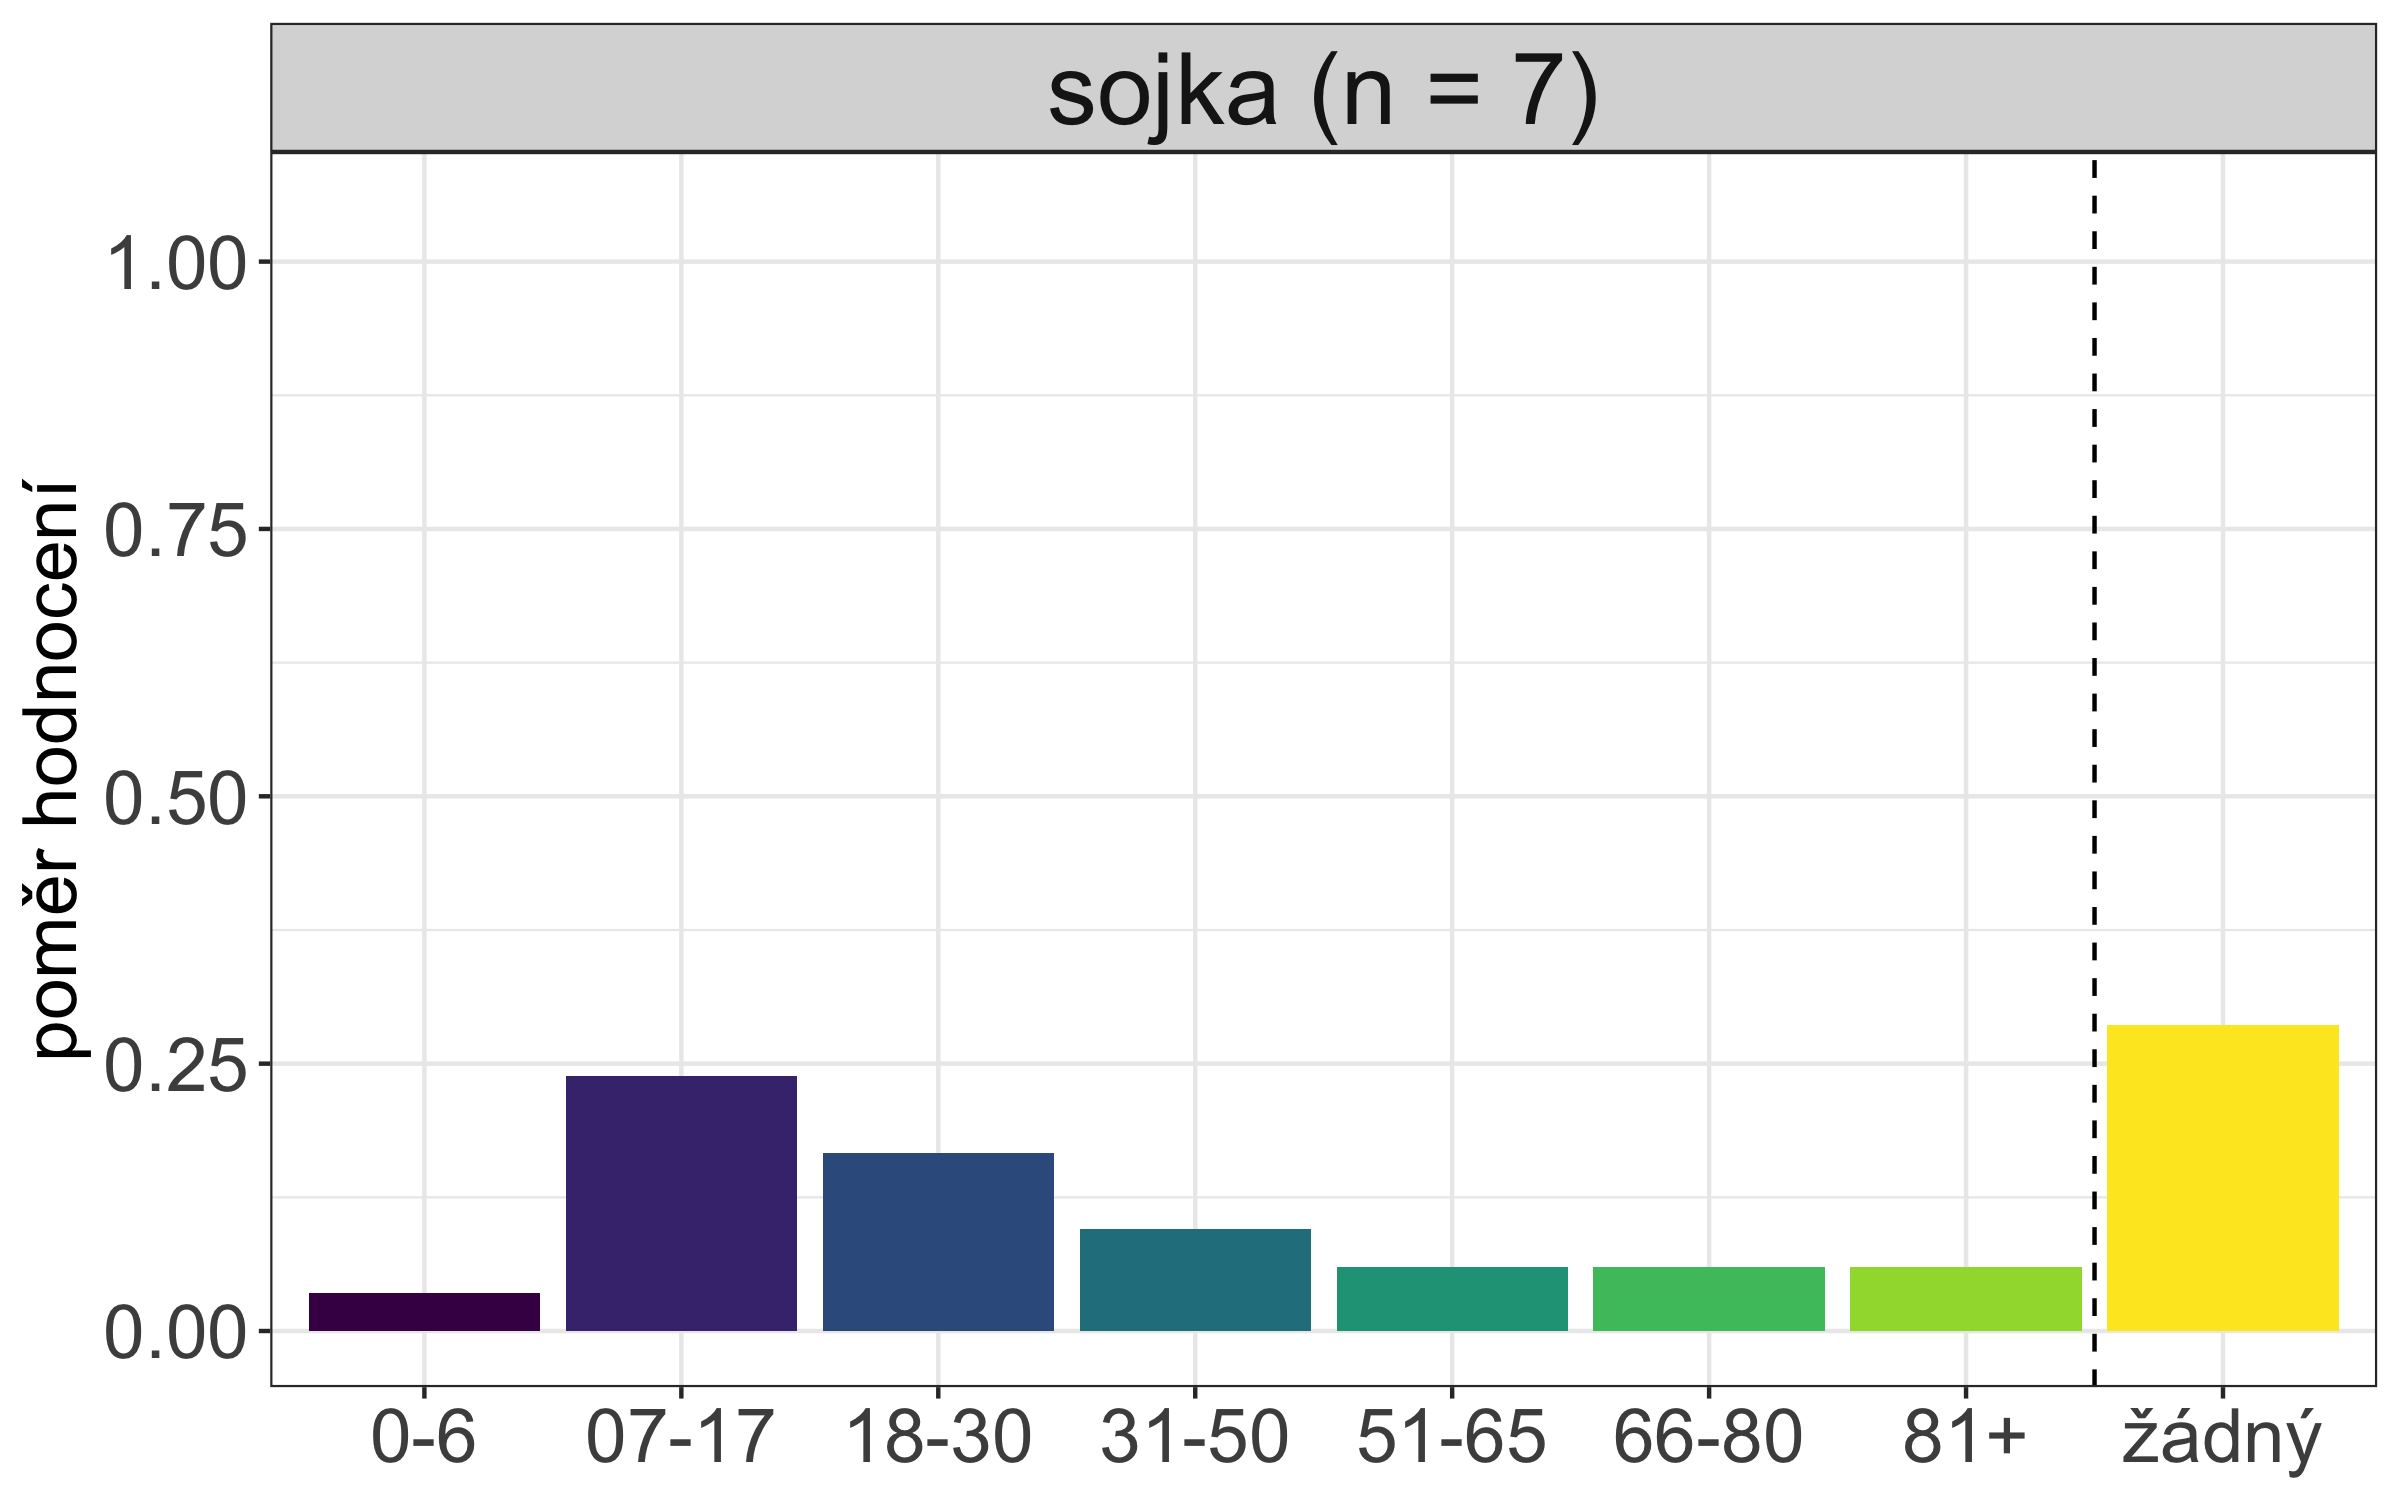 sojka (n = 7)
poměr hodnocení
1.00
0.75
0.50
0.25
0.00
0-6 07-17 18-30 31-50 51-65 66-80 81+ žádný